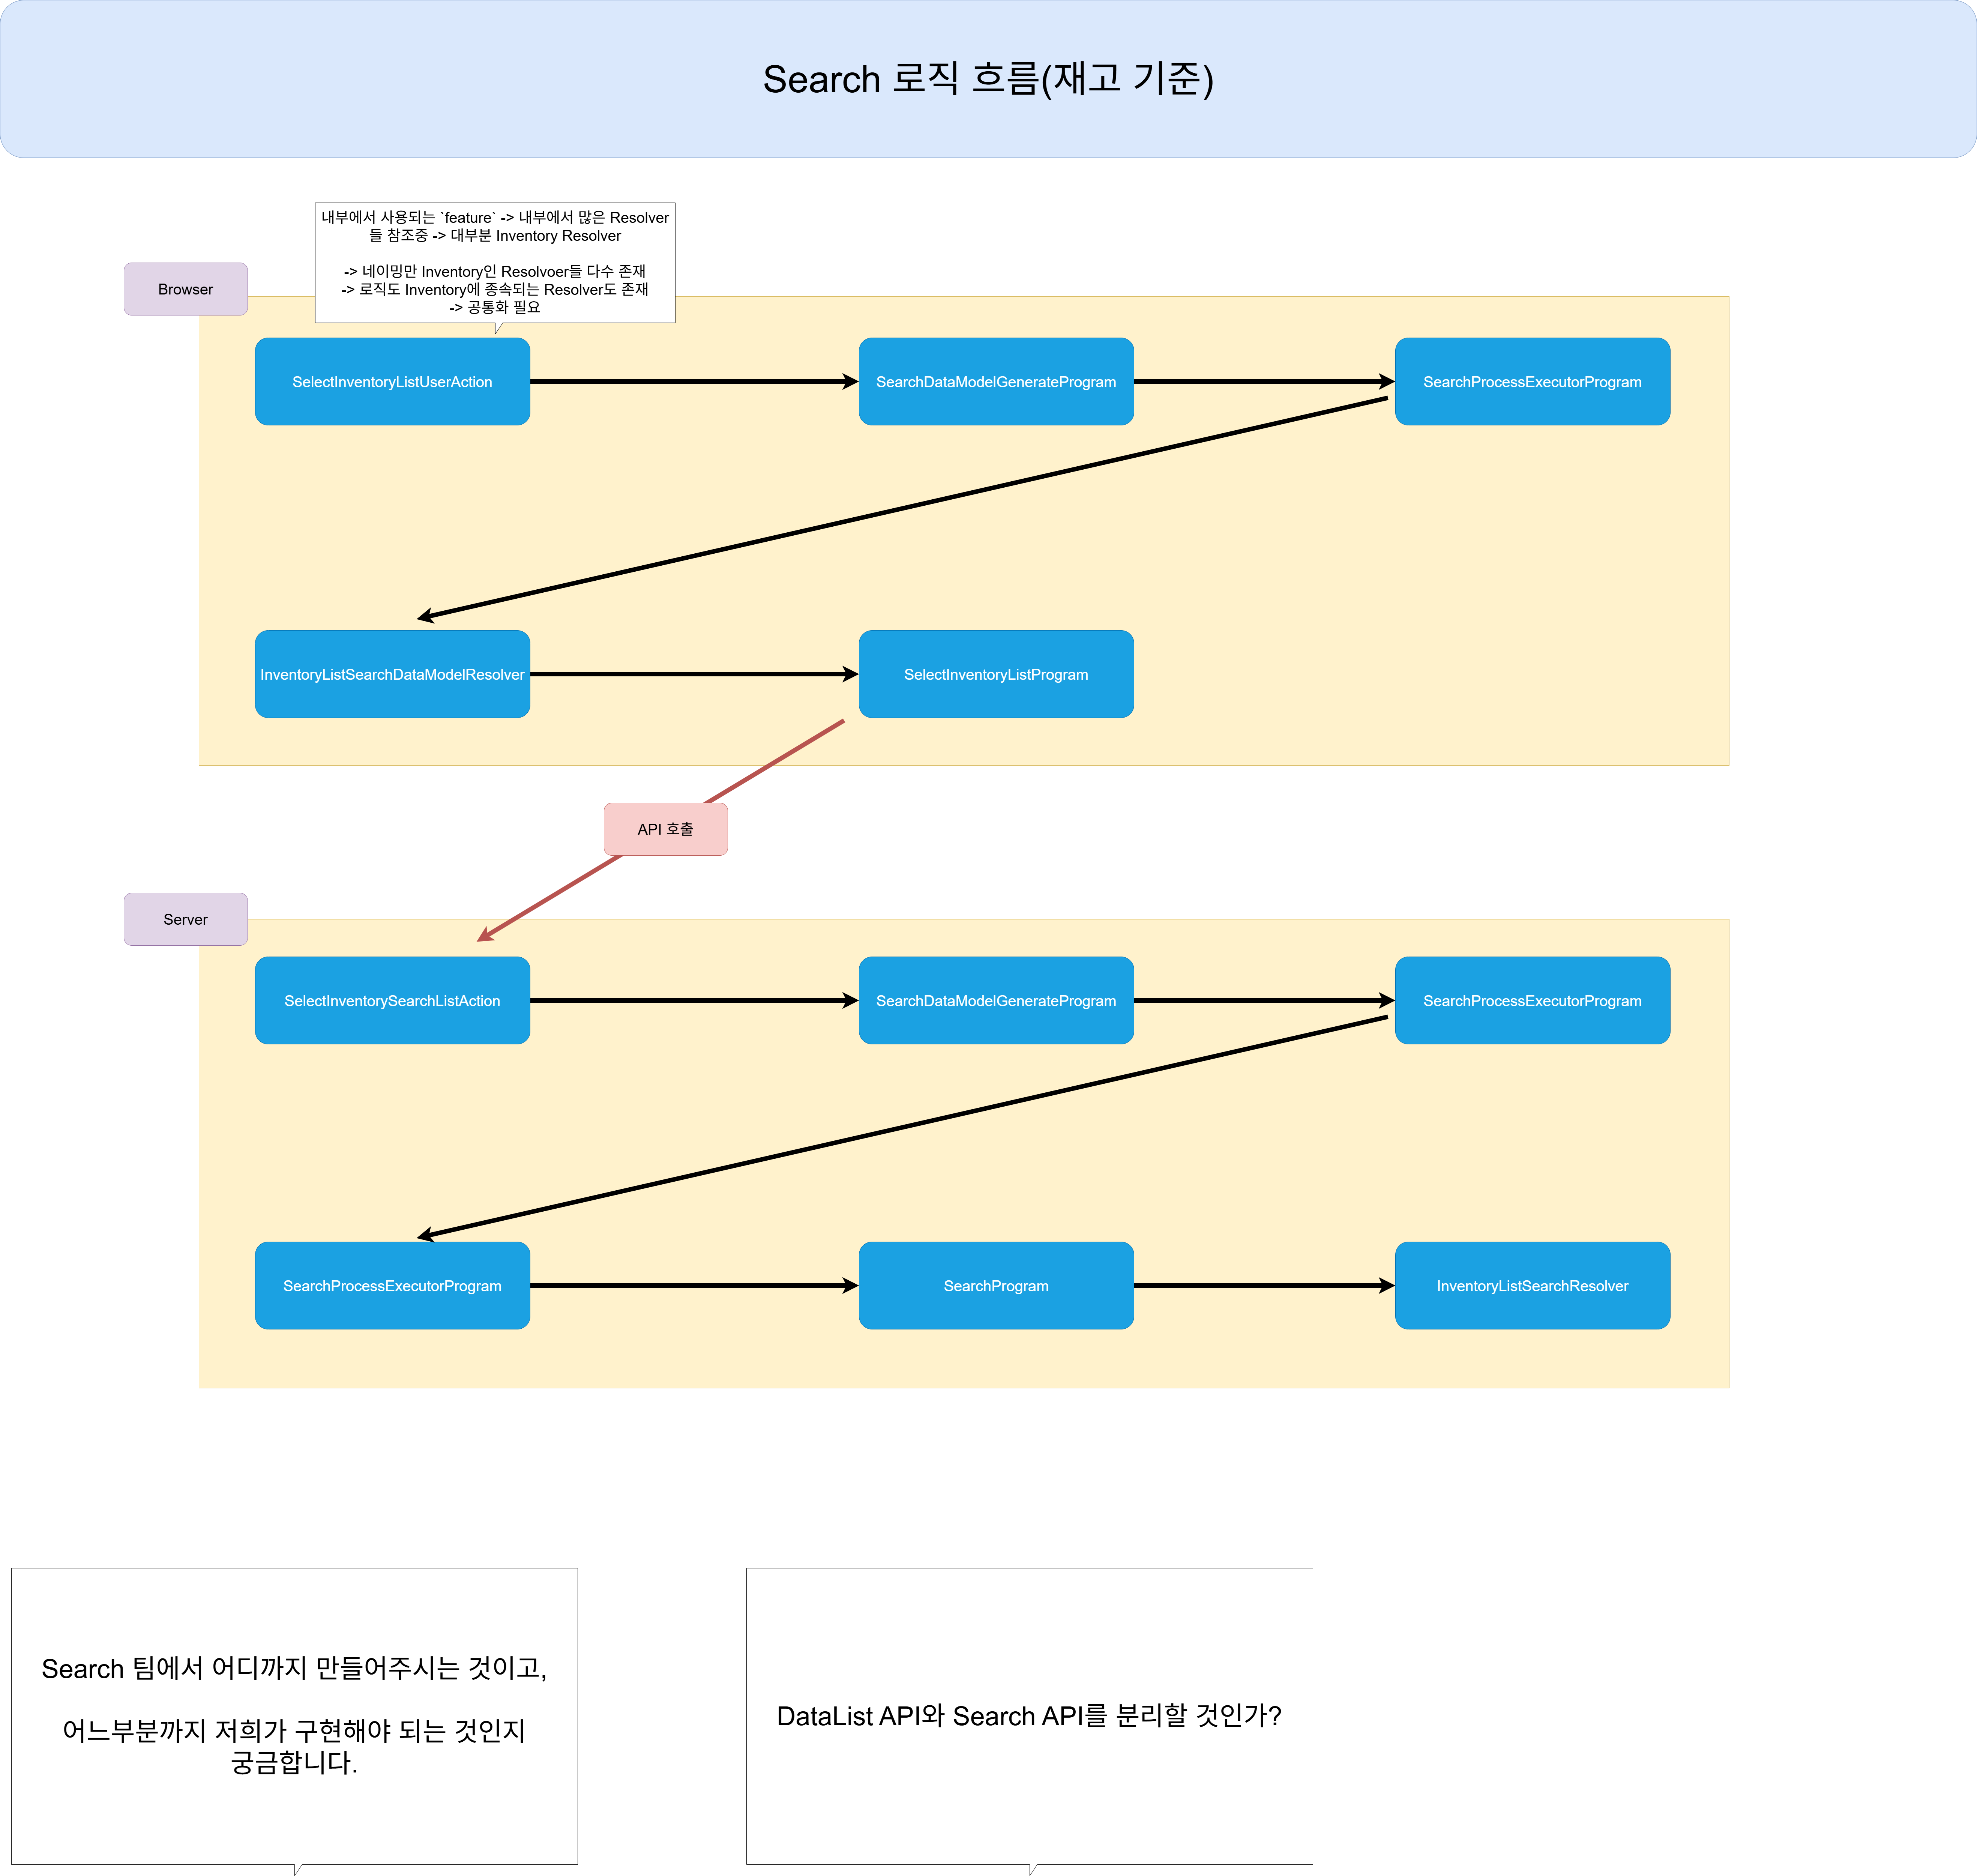 Search 로직 흐름(재고 기준)
내부에서 사용되는 `feature` -> 내부에서 많은 Resolver
들 참조중 -> 대부분 Inventory Resolver
-> 네이밍만 Inventory인 Resolvoer들 다수 존재
-> 로직도 Inventory에 종속되는 Resolver도 존재
-> 공통화 필요
Browser
SelectInventoryListUserAction
SearchDataModelGenerateProgram
SearchProcessExecutorProgram
InventoryListSearchDataModelResolver
SelectInventoryListProgram
API 호출
Server
SelectInventorySearchListAction
SearchDataModelGenerateProgram
SearchProcessExecutorProgram
SearchProcessExecutorProgram
SearchProgram
InventoryListSearchResolver
Search 팀에서 어디까지 만들어주시는 것이고,
어느부분까지 저희가 구현해야 되는 것인지
궁금합니다.
DataList API와 Search API를 분리할 것인가?